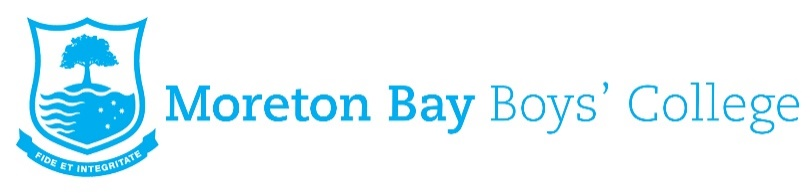 Moreton Bay Boys’ College
FIDE ET INTEGRITATE